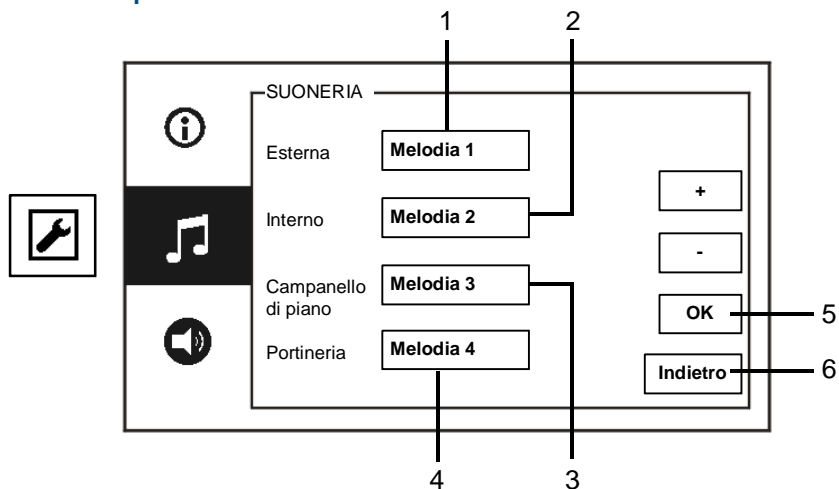 1
2
SUONERIA
Esterna
Melodia 1
Interno
Melodia 2
+
-
Campanello
di piano
Melodia 3
OK
5
Portineria
Melodia 4
Indietro
6
4
3